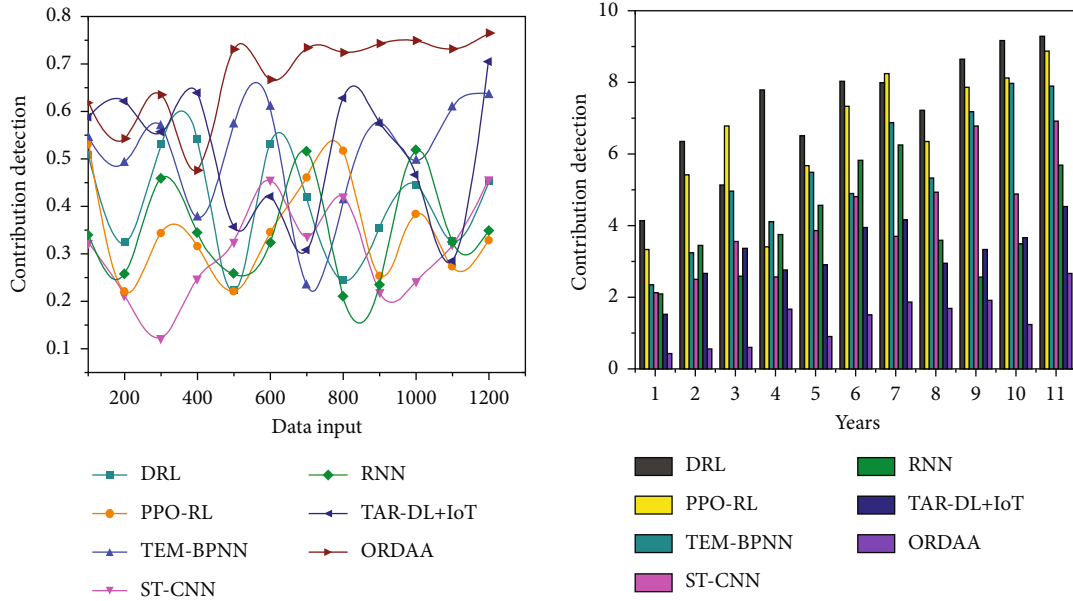 Contribution detection
0.8
0.7
0.6
0.5
0.4
0.3
0.2
0.1
200 400 600 800 1000 1200
Data input
DRL
PPO-RL
TEM-BPNN
ST-CNN
RNN
TAR-DL+IoT
ORDAA
Contribution detection
10
8
6
4
2
0
1 2 3 4 5 6 7 8 9 10 11
Years
DRL
PPO-RL
TEM-BPNN
ST-CNN
RNN
TAR-DL+IoT
ORDAA